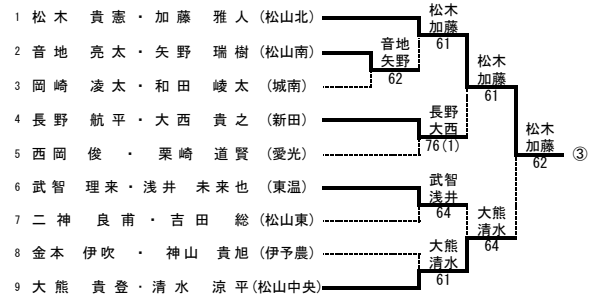 1 松木 貴憲・加藤 雅人 (松山北)
2 音地 亮太・矢野 瑞樹 (松山南)
3 岡崎 凌太・和田 崚太 (城南)
4 長野 航平・大西 貴之 (新田)
5 西岡 俊・栗崎 道賢 (愛光)
6 武智 理来・浅井 未来也 (東温)
7 二神 良甫・吉田 総 (松山東)
8 金本 伊吹・神山 貴旭 (伊予農)
9 大熊 貴登・清水 涼平 (松山中央)
音地
矢野
62
松木
加藤
61
長野
大西
76(1)
武智
浅井
64
大熊
清水
61
松木
加藤
61
大熊
清水
64
松木
加藤
62
③